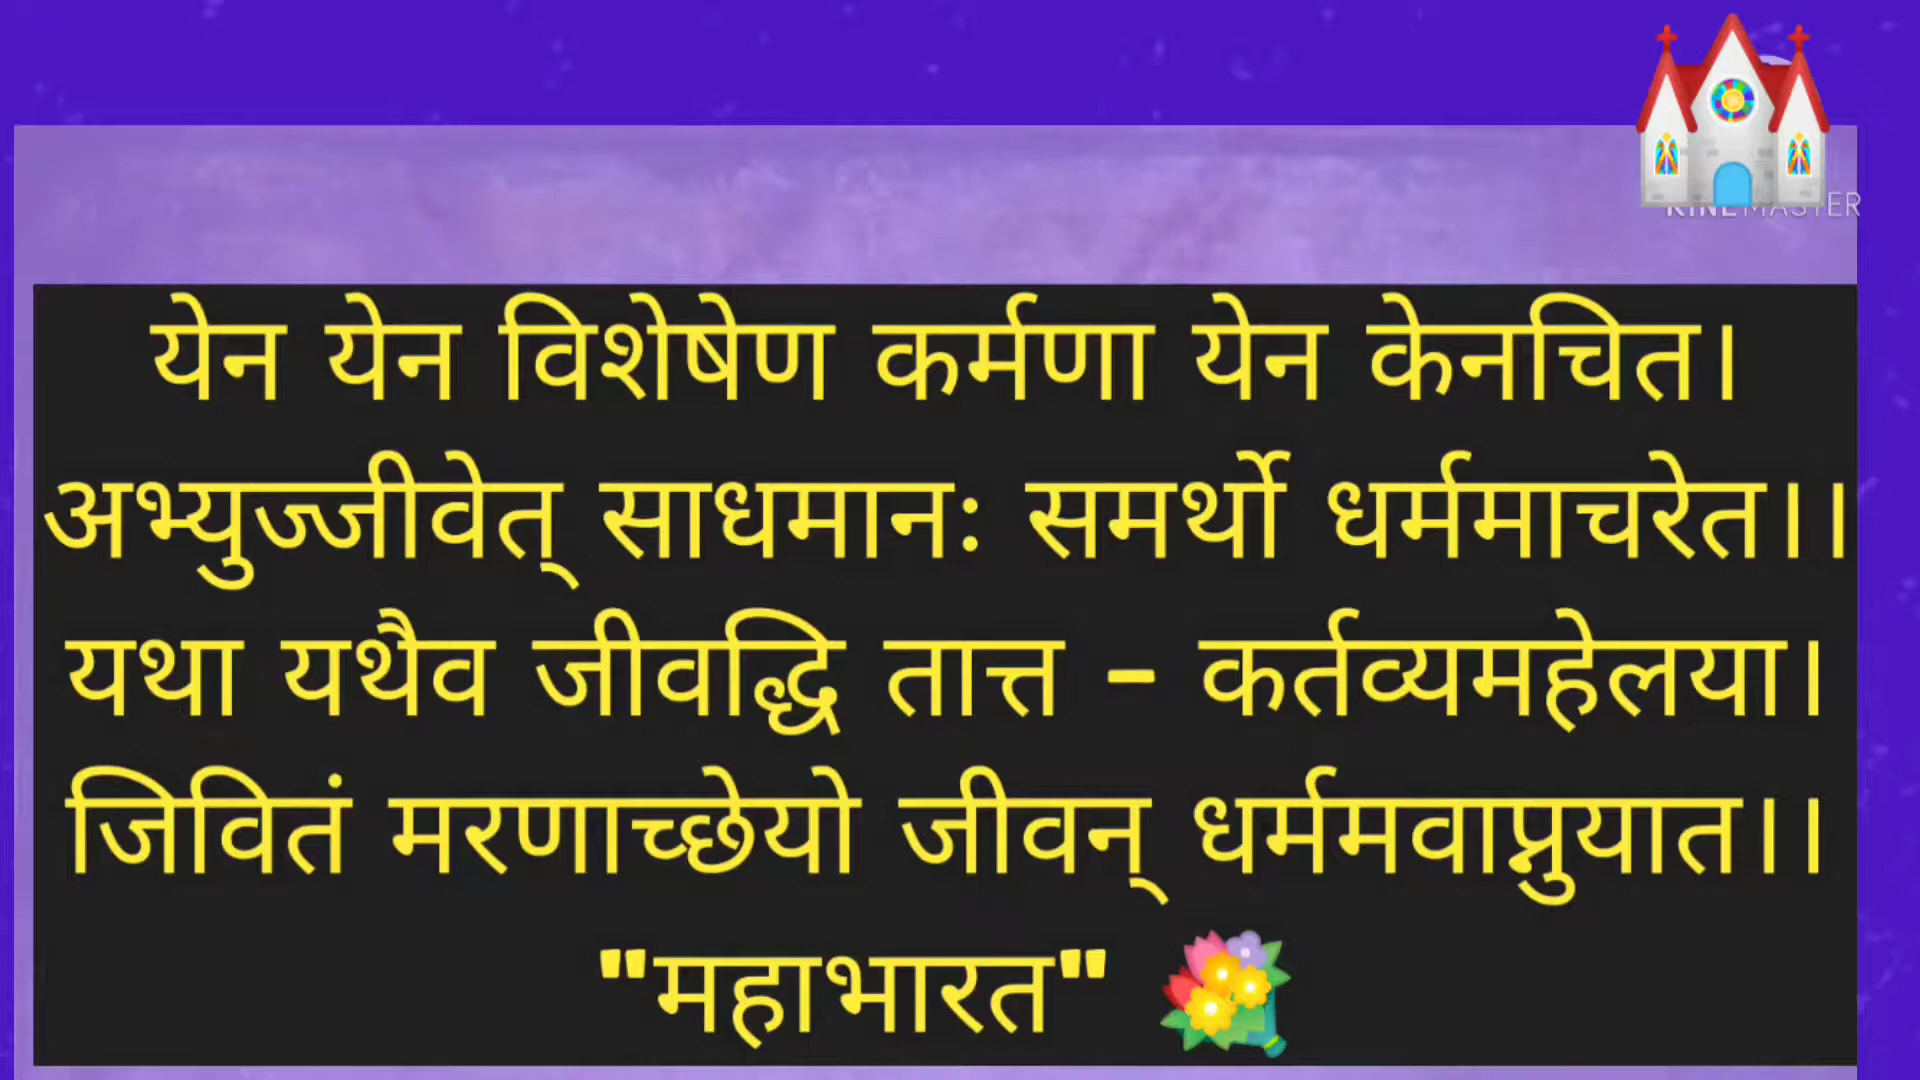 KINEMASTER
येन येन विशेषेण कर्मणा येन केनचित।
अभ्युज्जीवेत् साधमानः समर्थो धर्ममाचरेत।।
यथा यथैव जीवद्धि तात्त - कर्तव्यमहेलया।
जिवितं मरणाच्छेयो जीवन् धर्ममवाप्नुयात।।
"महाभारत"